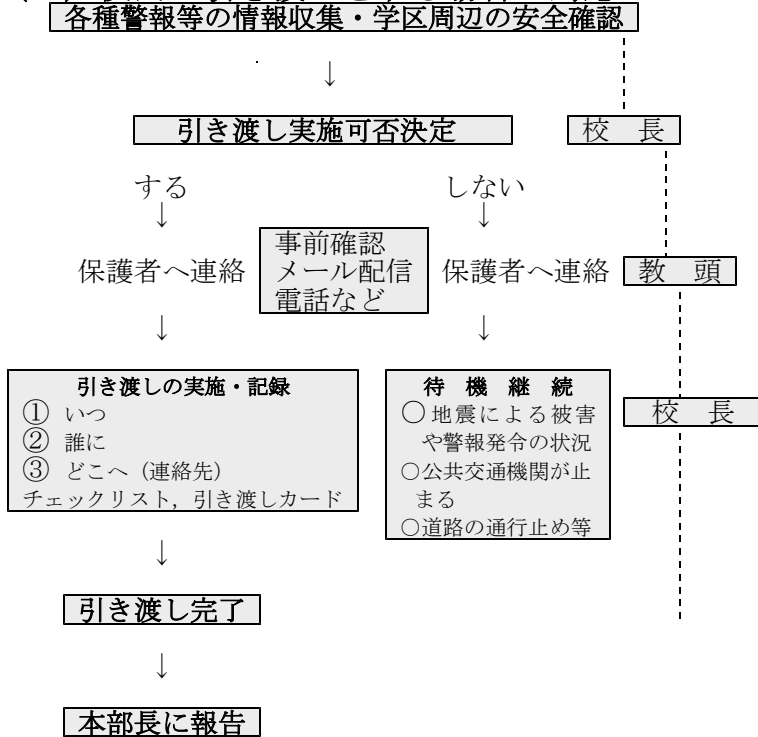 各種警報等の情報収集・学区周辺の安全確認
↓
引き渡し実施可否決定
校 長
する
しない
↓
↓
保護者へ連絡
事前確認
メール配信
電話など
保護者へ連絡
教 頭
↓
↓
引き渡しの実施・記録
① いつ
② 誰に
③ どこへ（連絡先）
チェックリスト，引き渡しカード
待 機 継 続
○地震による被害
や警報発令の状況
○公共交通機関が止
まる
○道路の通行止め等
校 長
↓
引き渡し完了
↓
本部長に報告